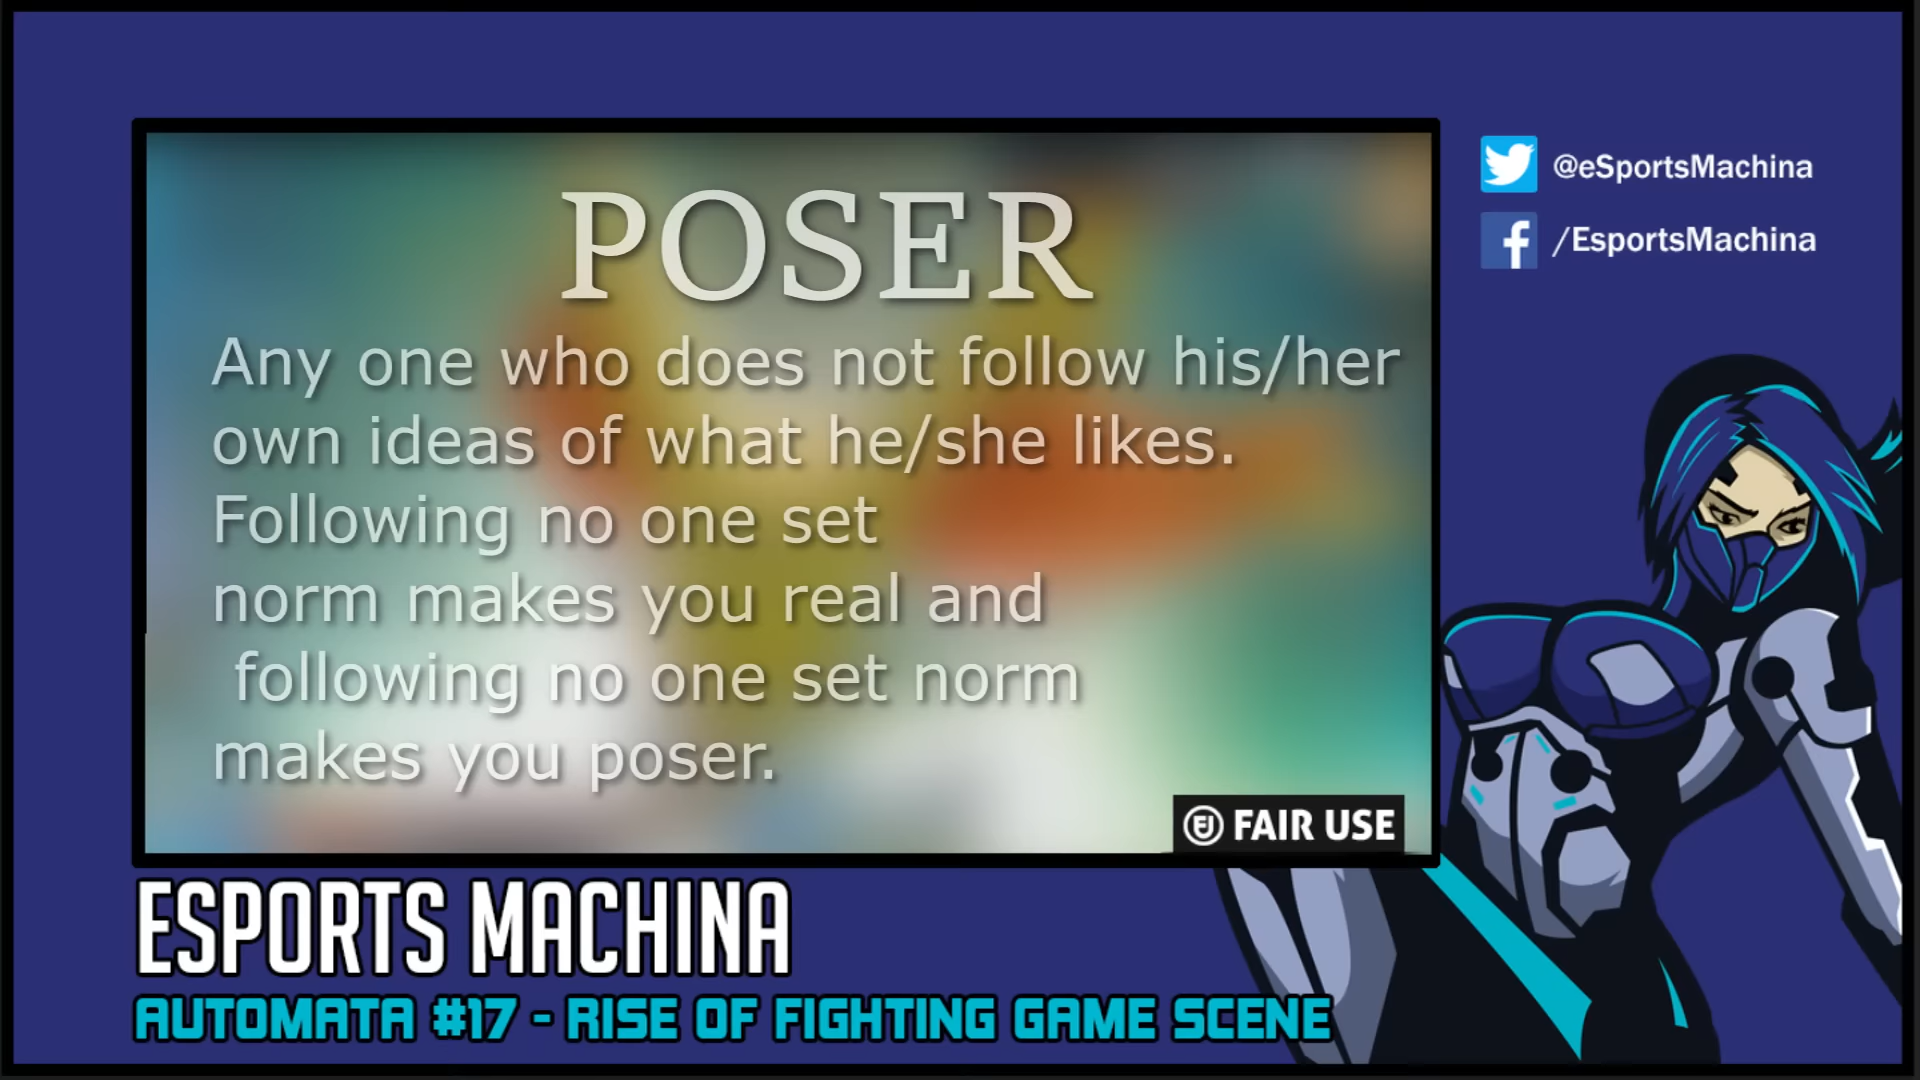 POSER
Any one who does not follow his/her
own ideas of what he/she likes.
Following no one set
norm makes you real and
following no one set norm
makes you poser.
FAIR USE
@eSportsMachina
/EsportsMachina
ESPORTS MACHINA
AUTOMATA #17 - RISE OF FIGHTING GAME SCENE